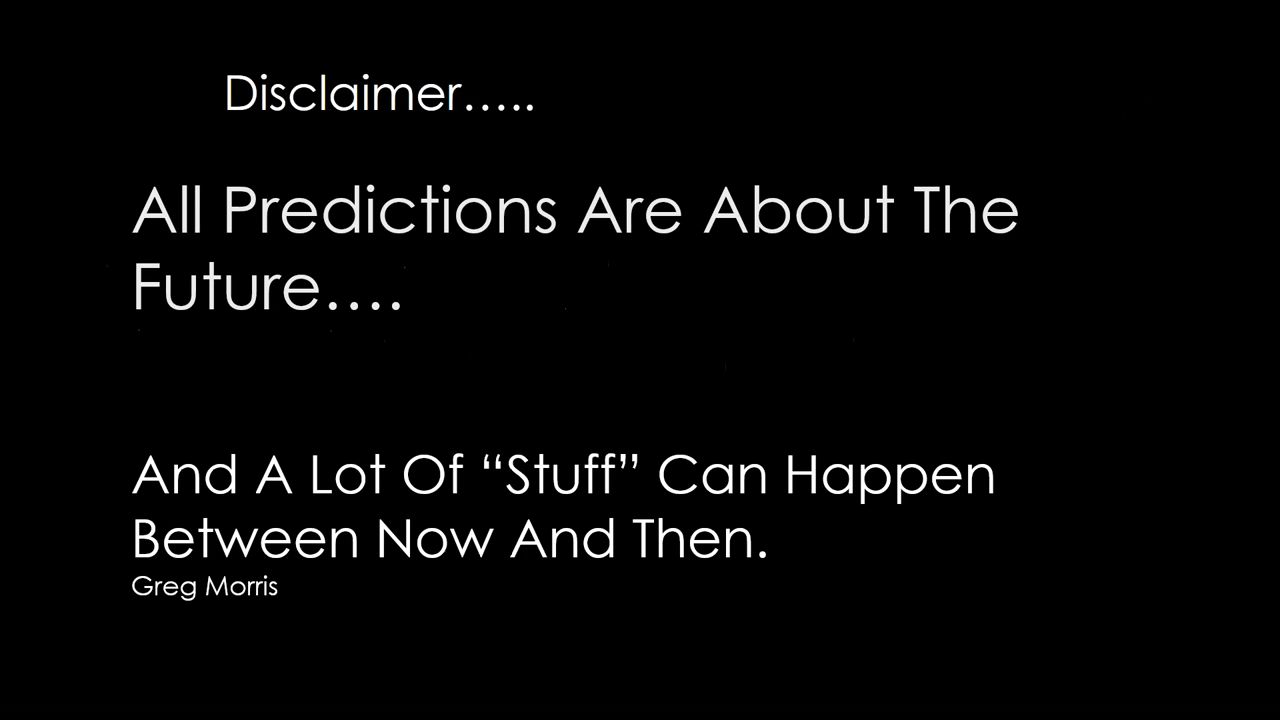 Disclaimer…..
All Predictions Are About The
Future….
And A Lot Of “Stuff” Can Happen
Between Now And Then.
Greg Morris